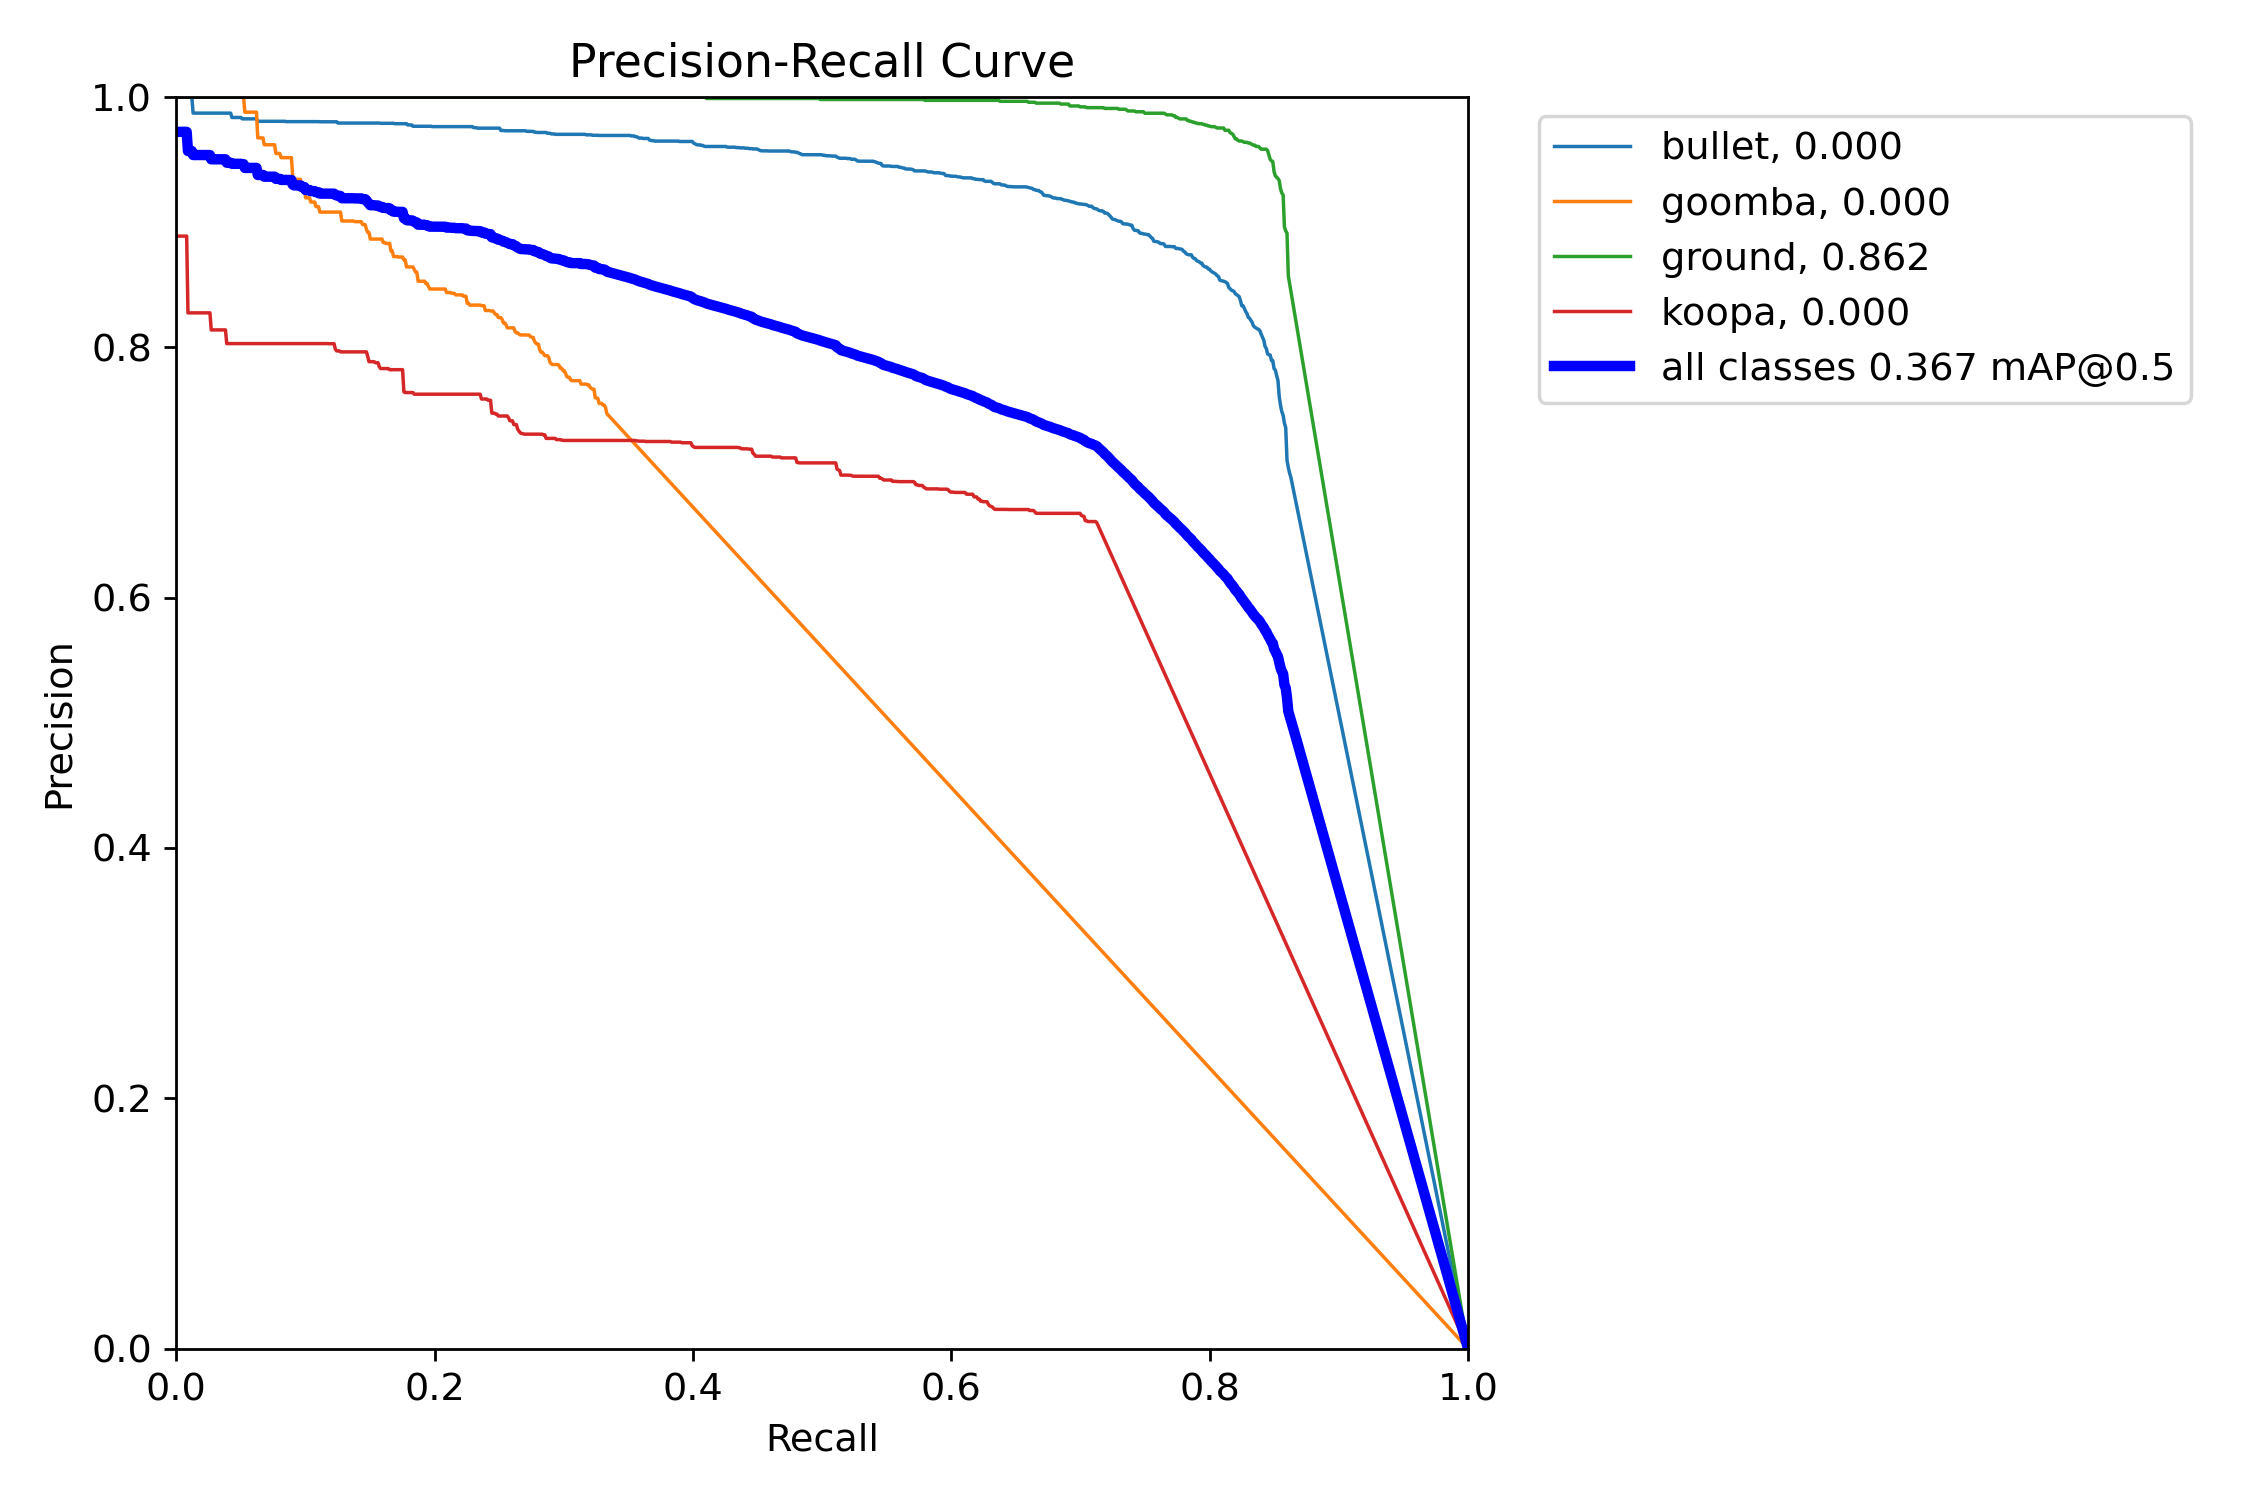 Precision-Recall Curve
1.0
0.8
0.6
0.4
0.2
0.0
Precision
0.0 0.2 0.4 0.6 0.8 1.0
Recall
bullet, 0.000
goomba, 0.000
ground, 0.862
koopa, 0.000
all classes 0.367 mAP@0.5